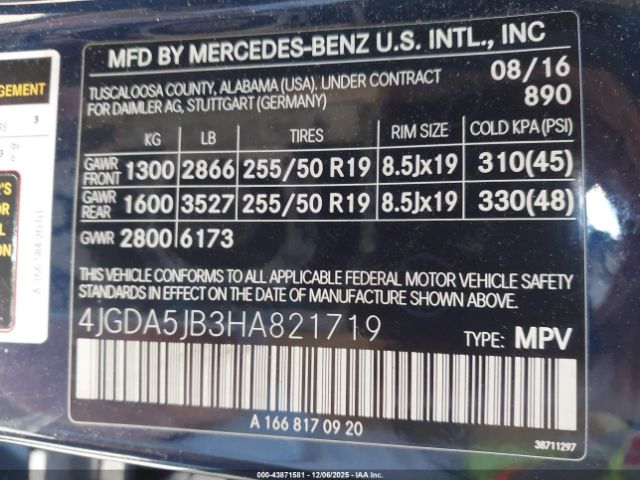 MFD BY MERCEDES-BENZ U.S. INTL., INC
TUSCALOOSA COUNTY, ALABAMA (USA). UNDER CONTRACT 08/16
FOR DAIMLER AG, STUTTGART (GERMANY) 890
KG LB TIRES RIM SIZE COLD KPA (PSI)
GAWR FRONT 1300 2866 255/50 R19 8.5Jx19 310(45)
GAWR REAR 1600 3527 255/50 R19 8.5Jx19 330(48)
GVWR 2800 6173
THIS VEHICLE CONFORMS TO ALL APPLICABLE FEDERAL MOTOR VEHICLE SAFETY
STANDARDS IN EFFECT ON THE DATE OF MANUFACTURE SHOWN ABOVE.
4JGDA5JB3HA821719 TYPE: MPV
A 166 817 09 20
38711297
3
00-43871581 - 12/06/2025 - IAA Inc.